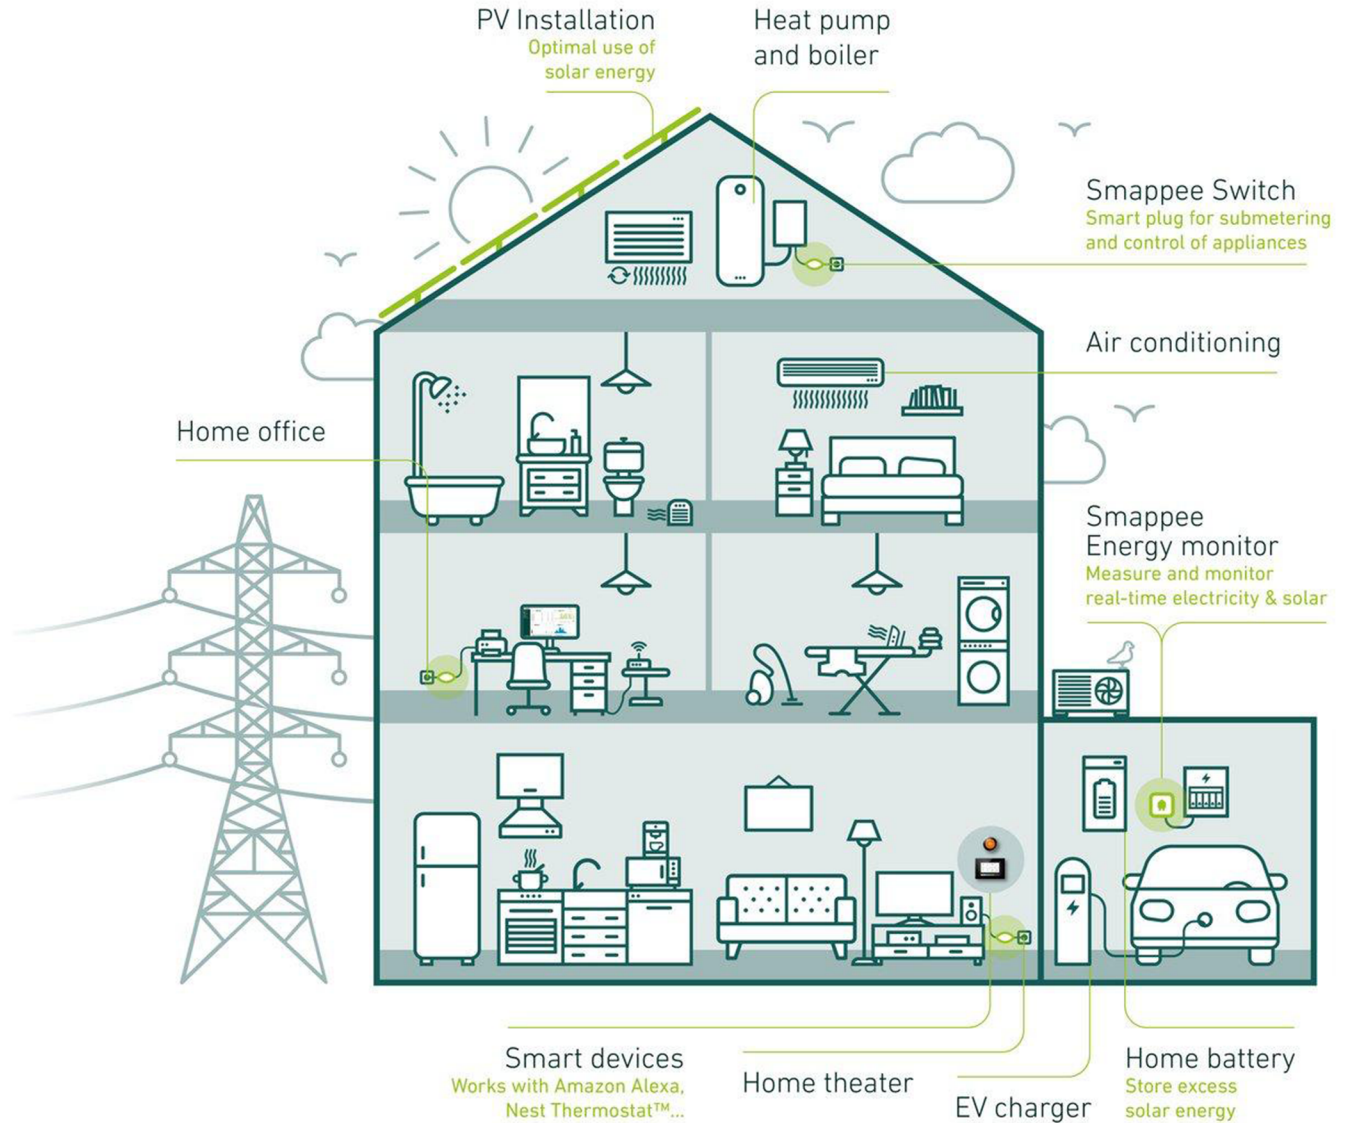 PV Installation
Optimal use of
solar energy
Heat pump
and boiler
Smappee Switch
Smart plug for submetering
and control of appliances
Air conditioning
Home office
Smappee
Energy monitor
Measure and monitor
real-time electricity & solar
Smart devices
Works with Amazon Alexa,
Nest Thermostat™...
Home theater
EV charger
Home battery
Store excess
solar energy